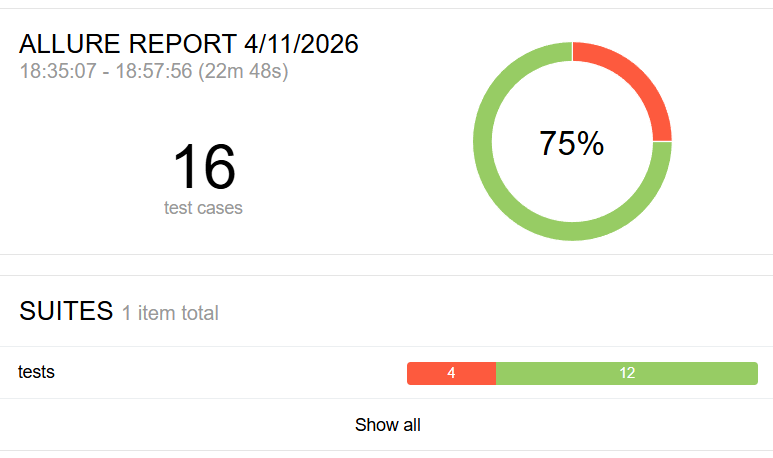 ALLURE REPORT 4/11/2026
18:35:07 - 18:57:56 (22m 48s)
16
test cases
75%
SUITES 1 item total
tests 4 12
Show all